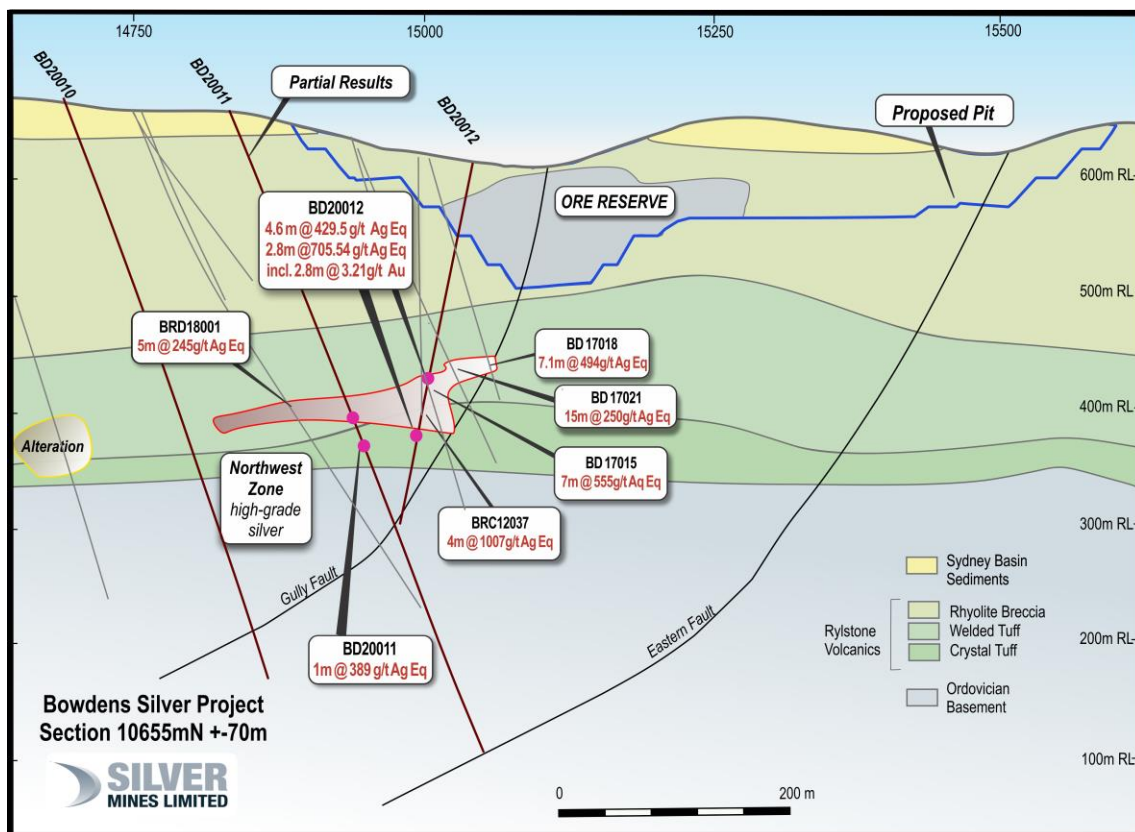 14750
15000
15250
15500
BD20010
BD20011
Partial Results
BD20012
Proposed Pit
600m RL
ORE RESERVE
BD20012
4.6 m @ 429.5 g/t Ag Eq
2.8m @705.54 g/t Ag Eq
incl. 2.8m @ 3.21g/t Au
500m RL
BRD18001
5m @ 245g/t Ag Eq
BD 17018
7.1m @ 494g/t Ag Eq
BD 17021
15m @ 250g/t Ag Eq
400m RL
Alteration
Northwest
Zone
high-grade
silver
BD 17015
7m @ 555g/t Aq Eq
BRC12037
4m @ 1007g/t Ag Eq
300m RL
Gully Fault
Eastern Fault
BD20011
1m @ 389 g/t Ag Eq
Sydney Basin
Sediments
Rylstone
Volcanics
Rhyolite Breccia
Welded Tuff
Crystal Tuff
200m RL
Ordovician
Basement
100m RL
Bowdens Silver Project
Section 10655mN +-70m
SILVER
MINES LIMITED
0
200 m